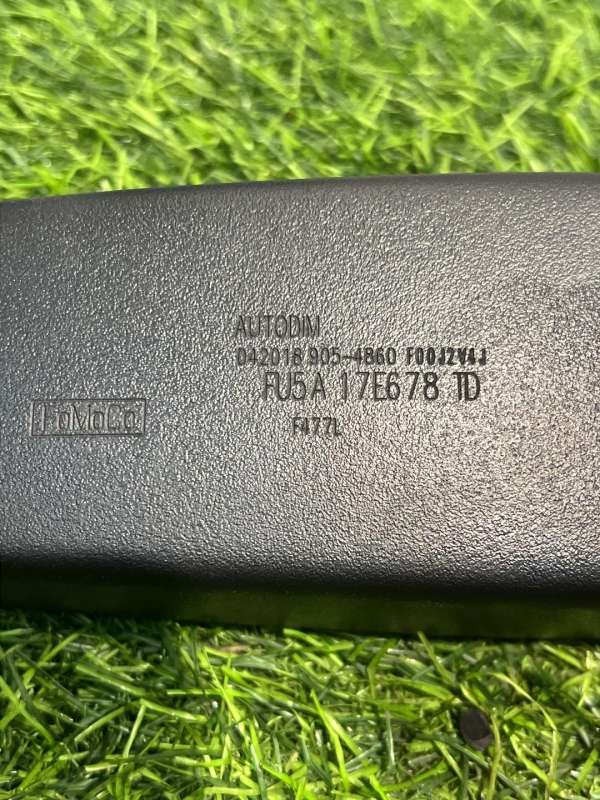 AUTODIM
042018 905-4860 F00J2V4J
FU5A 17E678 TD
FoMoCo
F477L